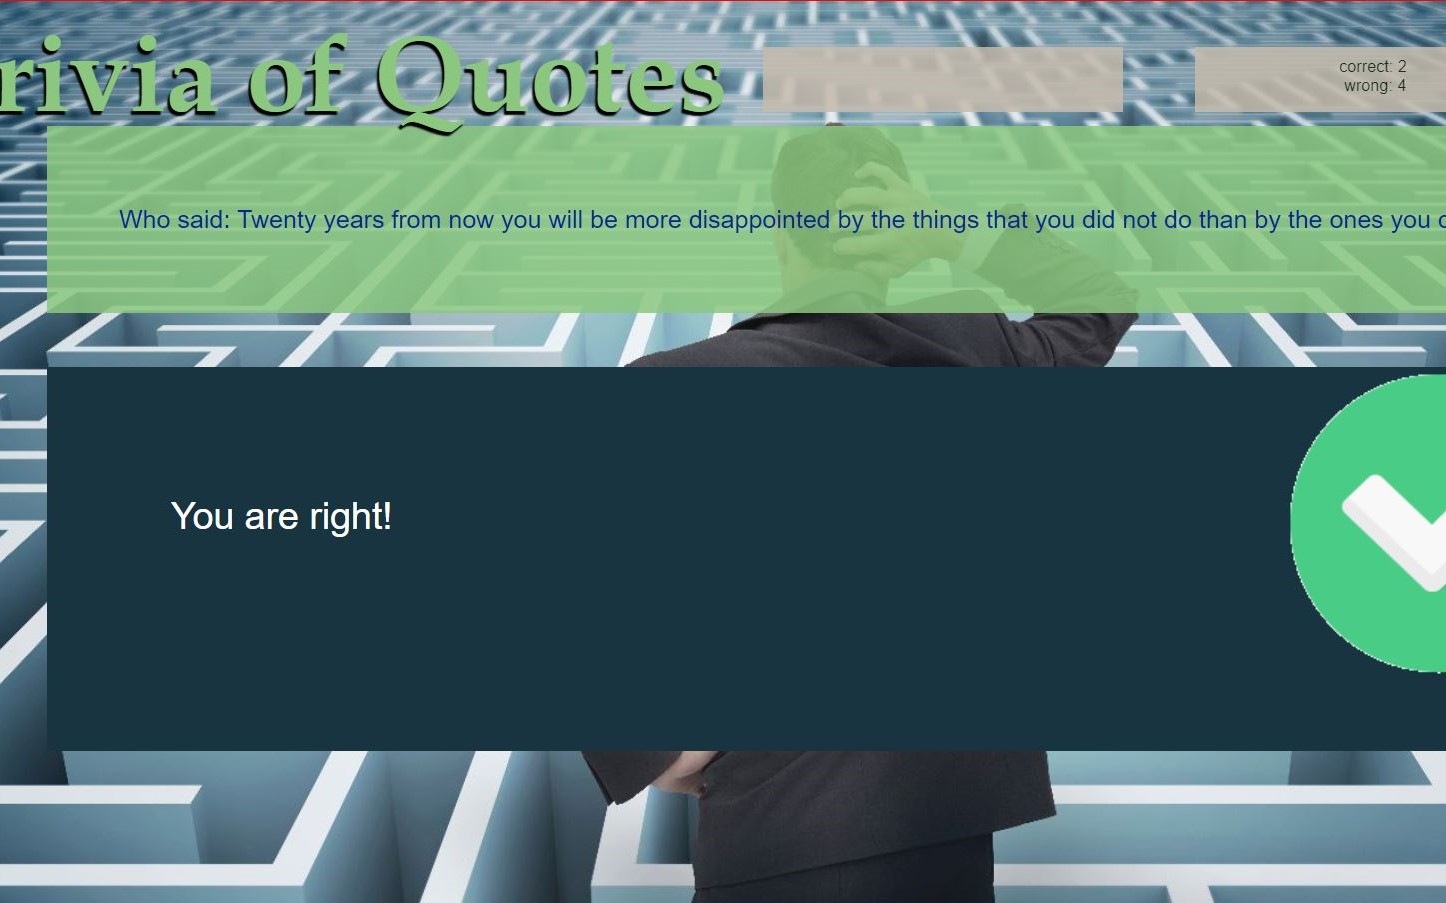 rivia of Quotes
correct: 2
wrong: 4
Who said: Twenty years from now you will be more disappointed by the things that you did not do than by the ones you
You are right!